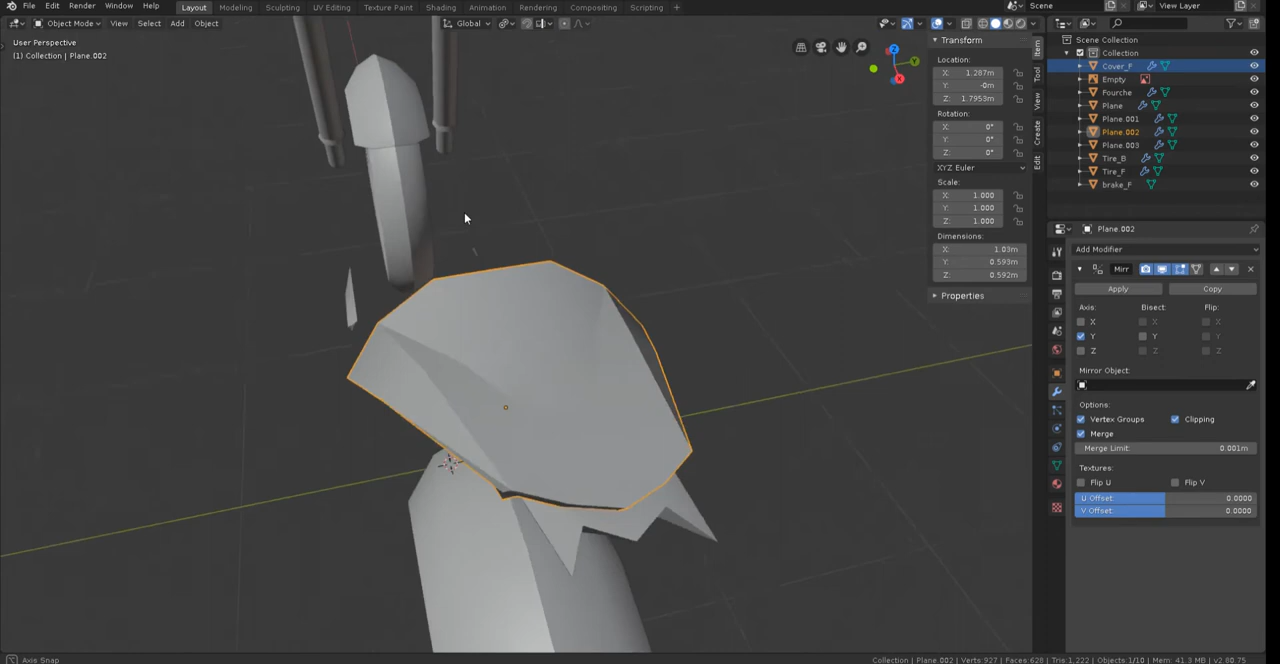 File Edit Render Window Help Layout Modeling Sculpting UV Editing Texture Paint Shading Animation Rendering Compositing Scripting + Scene View Layer
Object Mode View Select Add Object Global
User Perspective
(1) Collection | Plane.002
Transform
Location:
X: 1.287m
Y: -0m
Z: 1.7953m
Rotation:
X: 0°
Y: 0°
Z: 0°
XYZ Euler
Scale:
X: 1.000
Y: 1.000
Z: 1.000
Dimensions:
X: 1.03m
Y: 0.593m
Z: 0.592m
Properties
Item
Tool
View
Create
Edit
Z
Y
X
Scene Collection
Collection
Cover_F
Empty
Fourche
Plane
Plane.001
Plane.002
Plane.003
Tire_B
Tire_F
brake_F
Plane.002
Add Modifier
Mirr
Apply Copy
Axis: Bisect: Flip:
X X X
Y Y Y
Z Z Z
Mirror Object:
Options:
Vertex Groups Clipping
Merge
Merge Limit: 0.001m
Textures:
Flip U Flip V
U Offset: 0.0000
V Offset: 0.0000
Axis Snap Collection | Plane.002 | Verts:927 | Faces:628 | Tris:1,222 | Objects:1/10 | Mem: 41.3 MB | v2.80.75